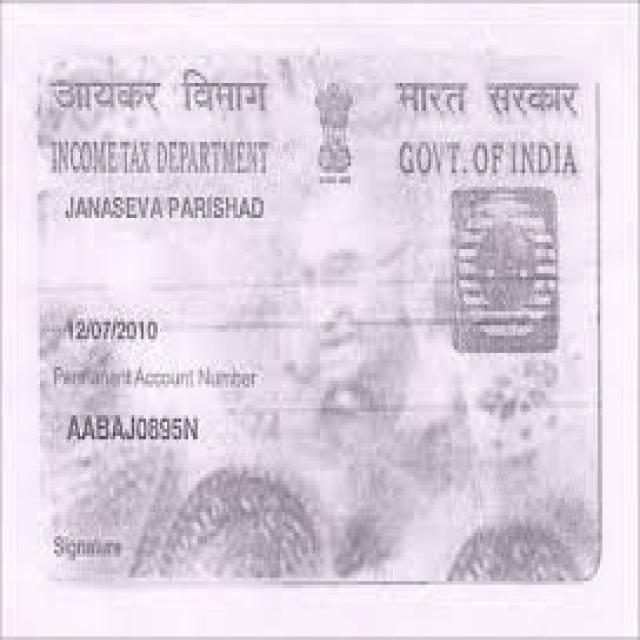 आयकर विभाग भारत सरकार
INCOME TAX DEPARTMENT GOVT. OF INDIA
JANASEVA PARISHAD
12/07/2010
Permanent Account Number
AABAJ0895N
Signature